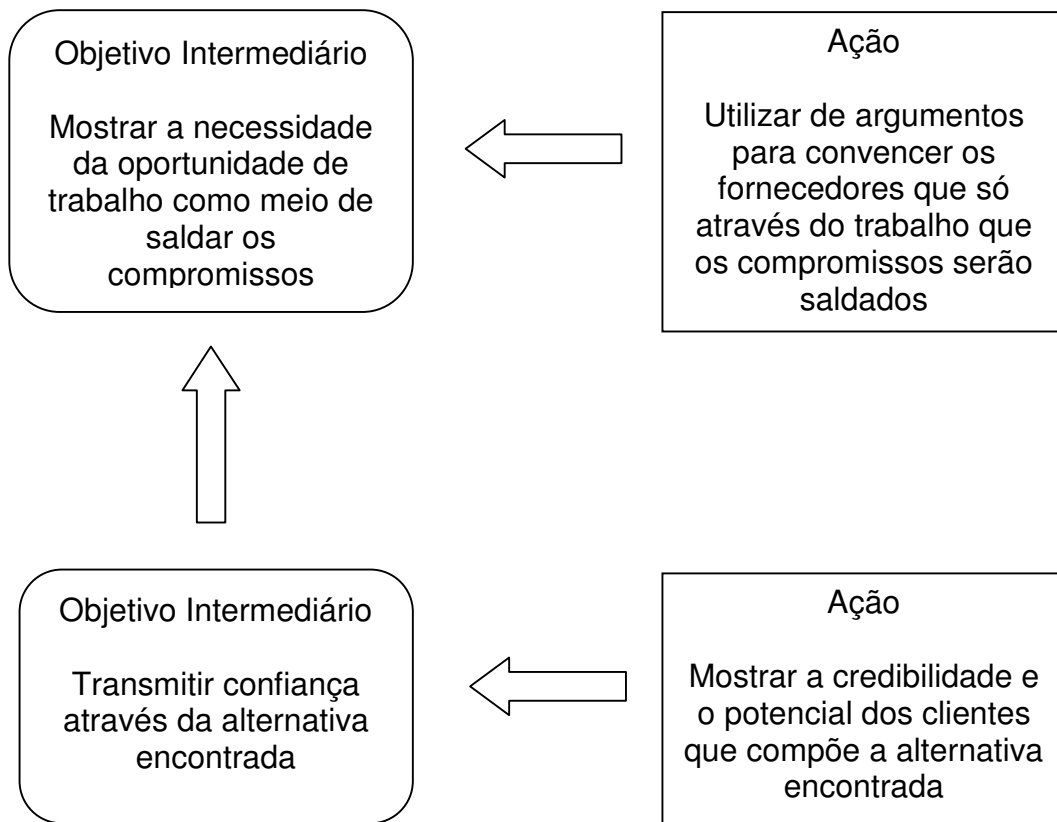 Objetivo Intermediário
Mostrar a necessidade
da oportunidade de
trabalho como meio de
saldar os
compromissos
Ação
Utilizar de argumentos
para convencer os
fornecedores que só
através do trabalho que
os compromissos serão
saldados
Objetivo Intermediário
Transmitir confiança
através da alternativa
encontrada
Ação
Mostrar a credibilidade e
o potencial dos clientes
que compõe a alternativa
encontrada